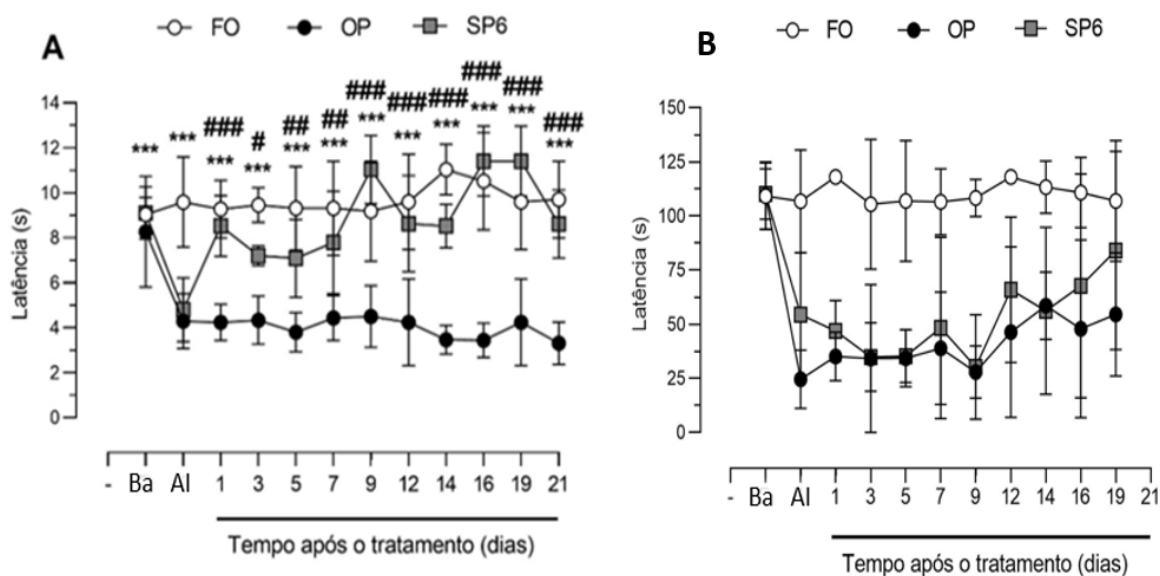 A
FO OP SP6
### ### ###
### ### ### ###
# ## ##
*** *** *** *** *** *** *** *** *** *** *** ***
Latência (s)
14
12
10
8
6
4
2
0
- Ba AI 1 3 5 7 9 12 14 16 19 21
Tempo após o tratamento (dias)
B
FO OP SP6
Latência (s)
150
125
100
75
50
25
0
- Ba AI 1 3 5 7 9 12 14 16 19 21
Tempo após o tratamento (dias)